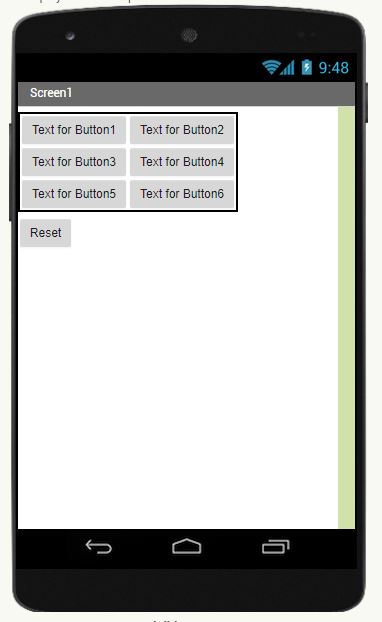 9:48
Screen1
Text for Button1 Text for Button2
Text for Button3 Text for Button4
Text for Button5 Text for Button6
Reset